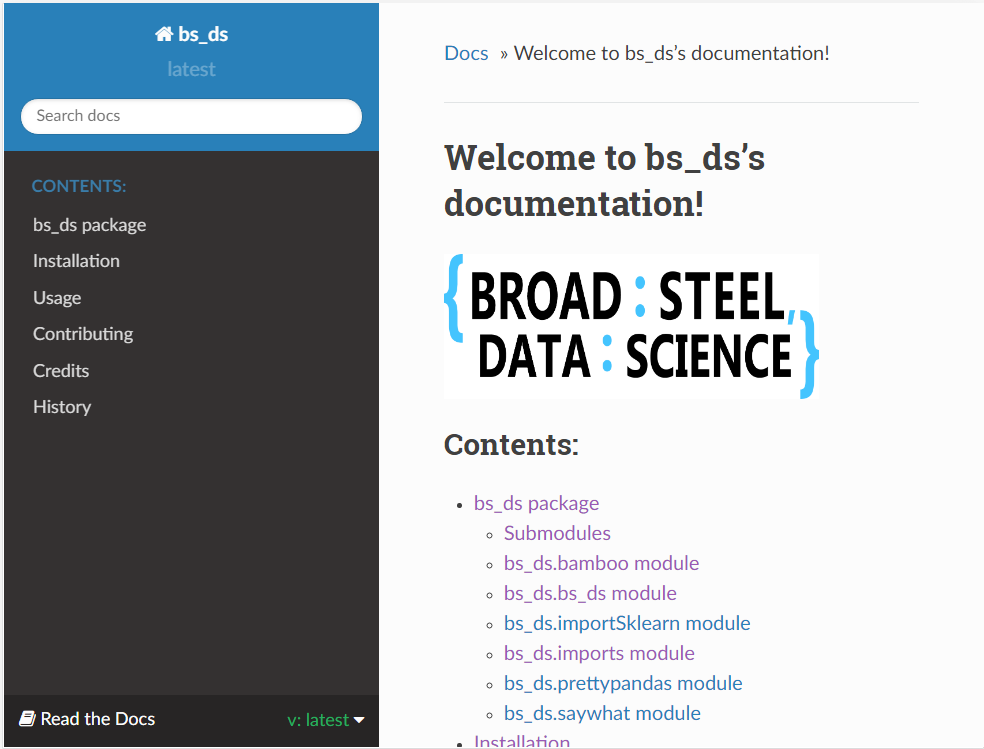 bs_ds
latest
Search docs
CONTENTS:
bs_ds package
Installation
Usage
Contributing
Credits
History
Read the Docs
v: latest
Docs » Welcome to bs_ds’s documentation!
Welcome to bs_ds’s
documentation!
{BROAD : STEEL,
DATA : SCIENCE}
Contents:
• bs_ds package
◦ Submodules
◦ bs_ds.bamboo module
◦ bs_ds.bs_ds module
◦ bs_ds.importSklearn module
◦ bs_ds.imports module
◦ bs_ds.prettypandas module
◦ bs_ds.saywhat module
• Installation